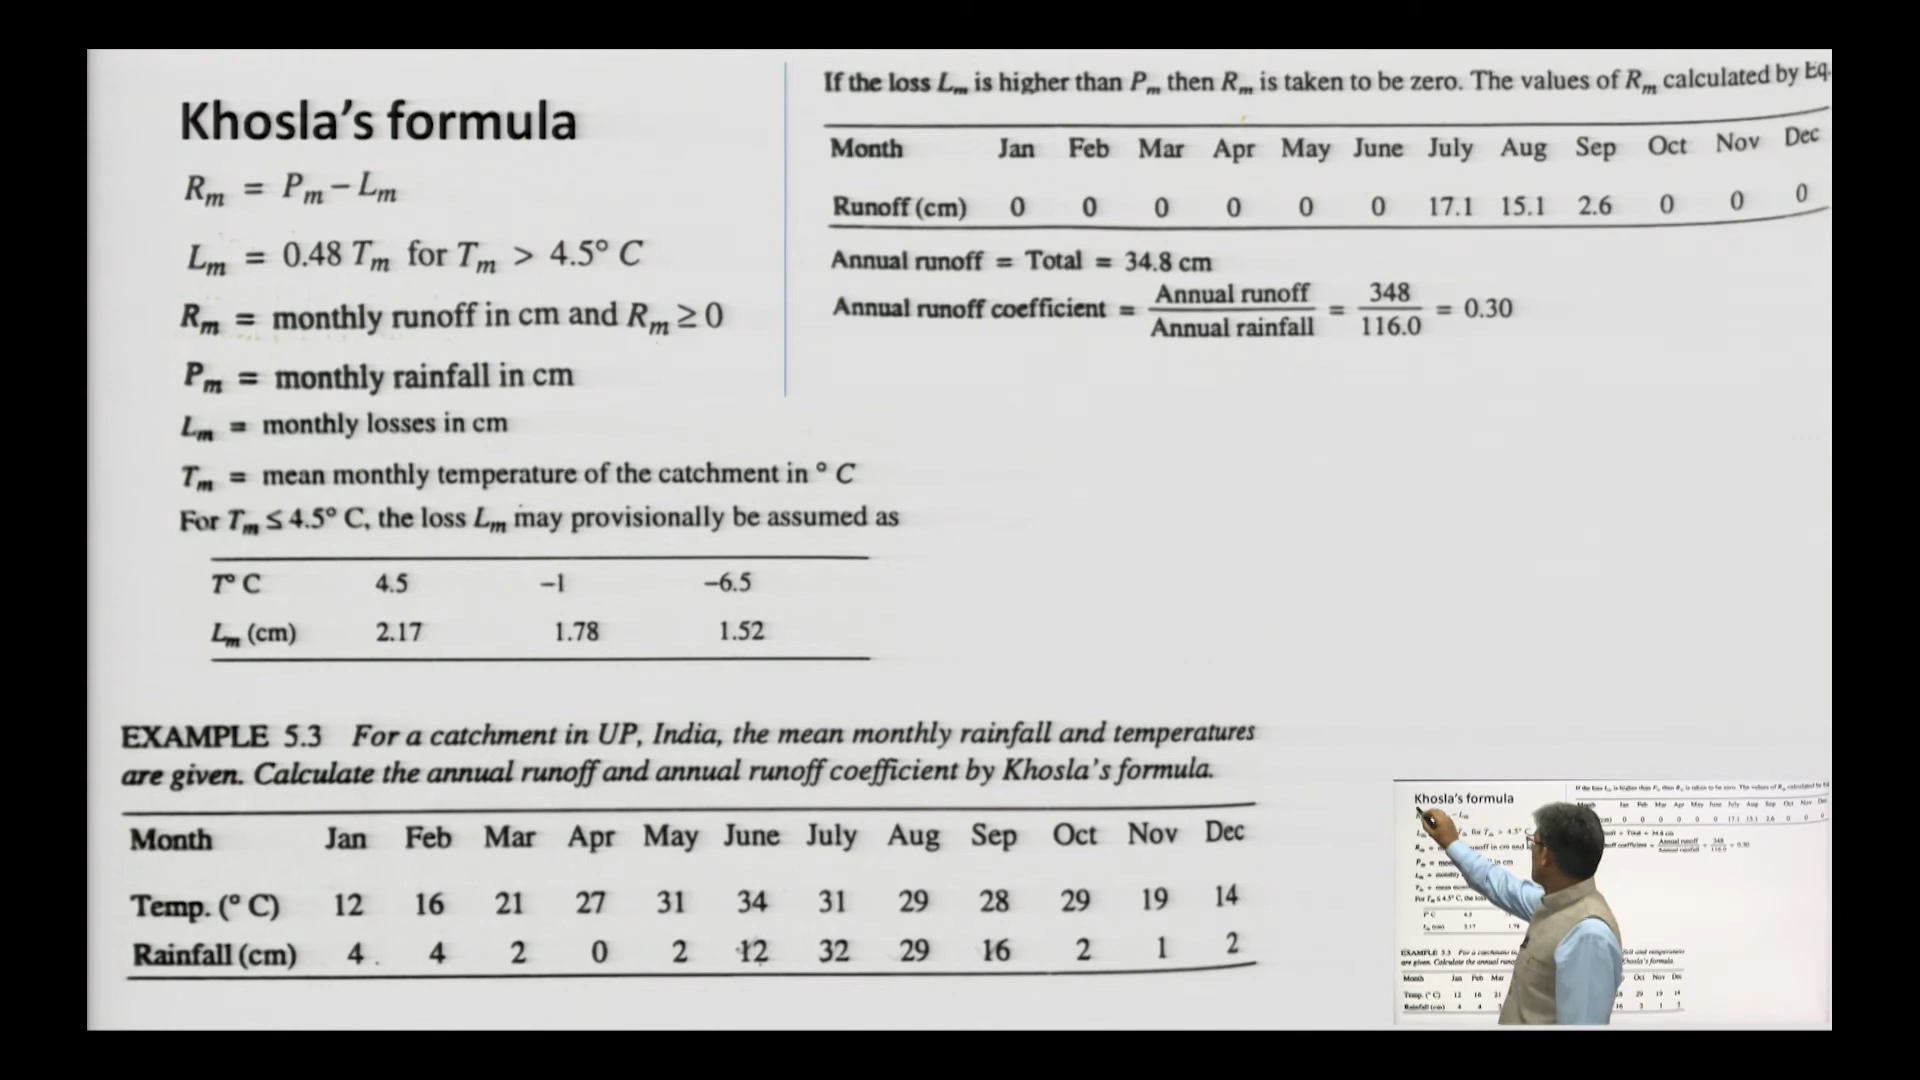 Khosla's formula
R_m = P_m – L_m
L_m = 0.48 T_m for T_m > 4.5° C
R_m = monthly runoff in cm and R_m ≥ 0
P_m = monthly rainfall in cm
L_m = monthly losses in cm
T_m = mean monthly temperature of the catchment in ° C
For T_m ≤ 4.5° C, the loss L_m may provisionally be assumed as
T° C 4.5 –1 –6.5
L_m (cm) 2.17 1.78 1.52
If the loss L_m is higher than P_m then R_m is taken to be zero. The values of R_m calculated by Eq.
Month Jan Feb Mar Apr May June July Aug Sep Oct Nov Dec
Runoff (cm) 0 0 0 0 0 0 17.1 15.1 2.6 0 0 0
Annual runoff = Total = 34.8 cm
Annual runoff coefficient = Annual runoff / Annual rainfall = 348 / 116.0 = 0.30
EXAMPLE 5.3 For a catchment in UP, India, the mean monthly rainfall and temperatures
are given. Calculate the annual runoff and annual runoff coefficient by Khosla's formula.
Month Jan Feb Mar Apr May June July Aug Sep Oct Nov Dec
Temp. (° C) 12 16 21 27 31 34 31 29 28 29 19 14
Rainfall (cm) 4 4 2 0 2 12 32 29 16 2 1 2
Khosla's formula